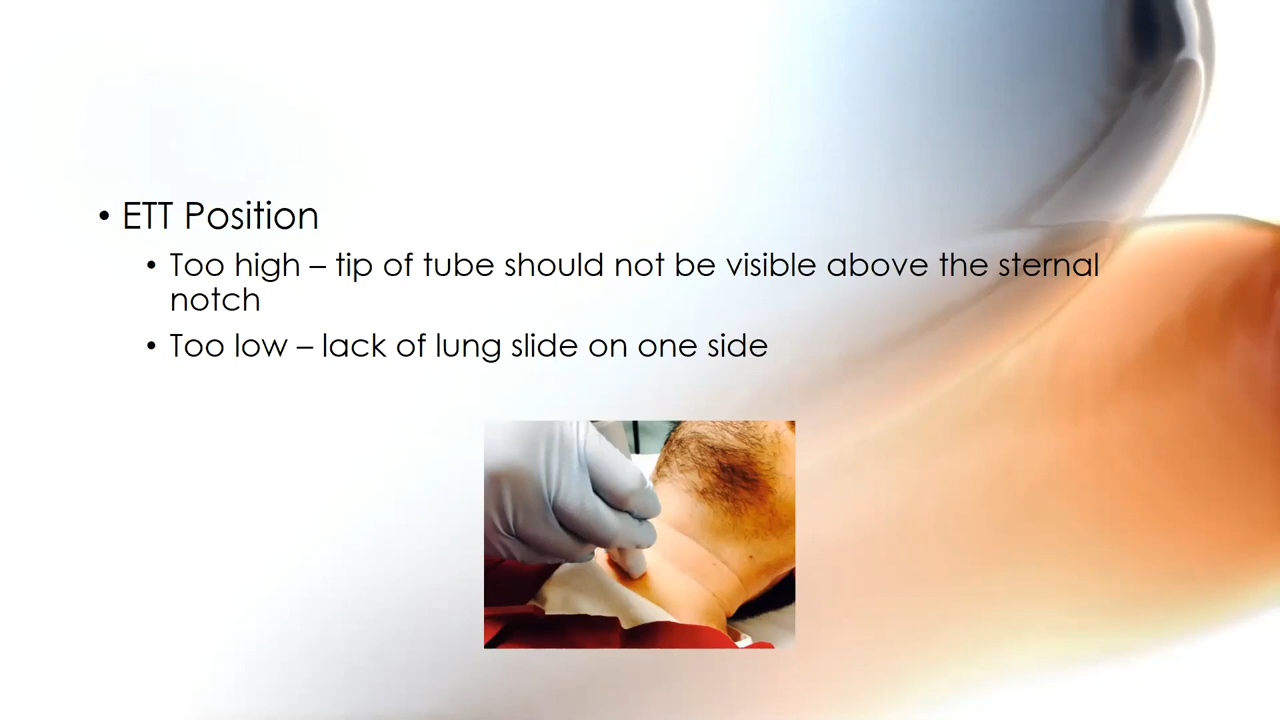 • ETT Position
• Too high – tip of tube should not be visible above the sternal
notch
• Too low – lack of lung slide on one side